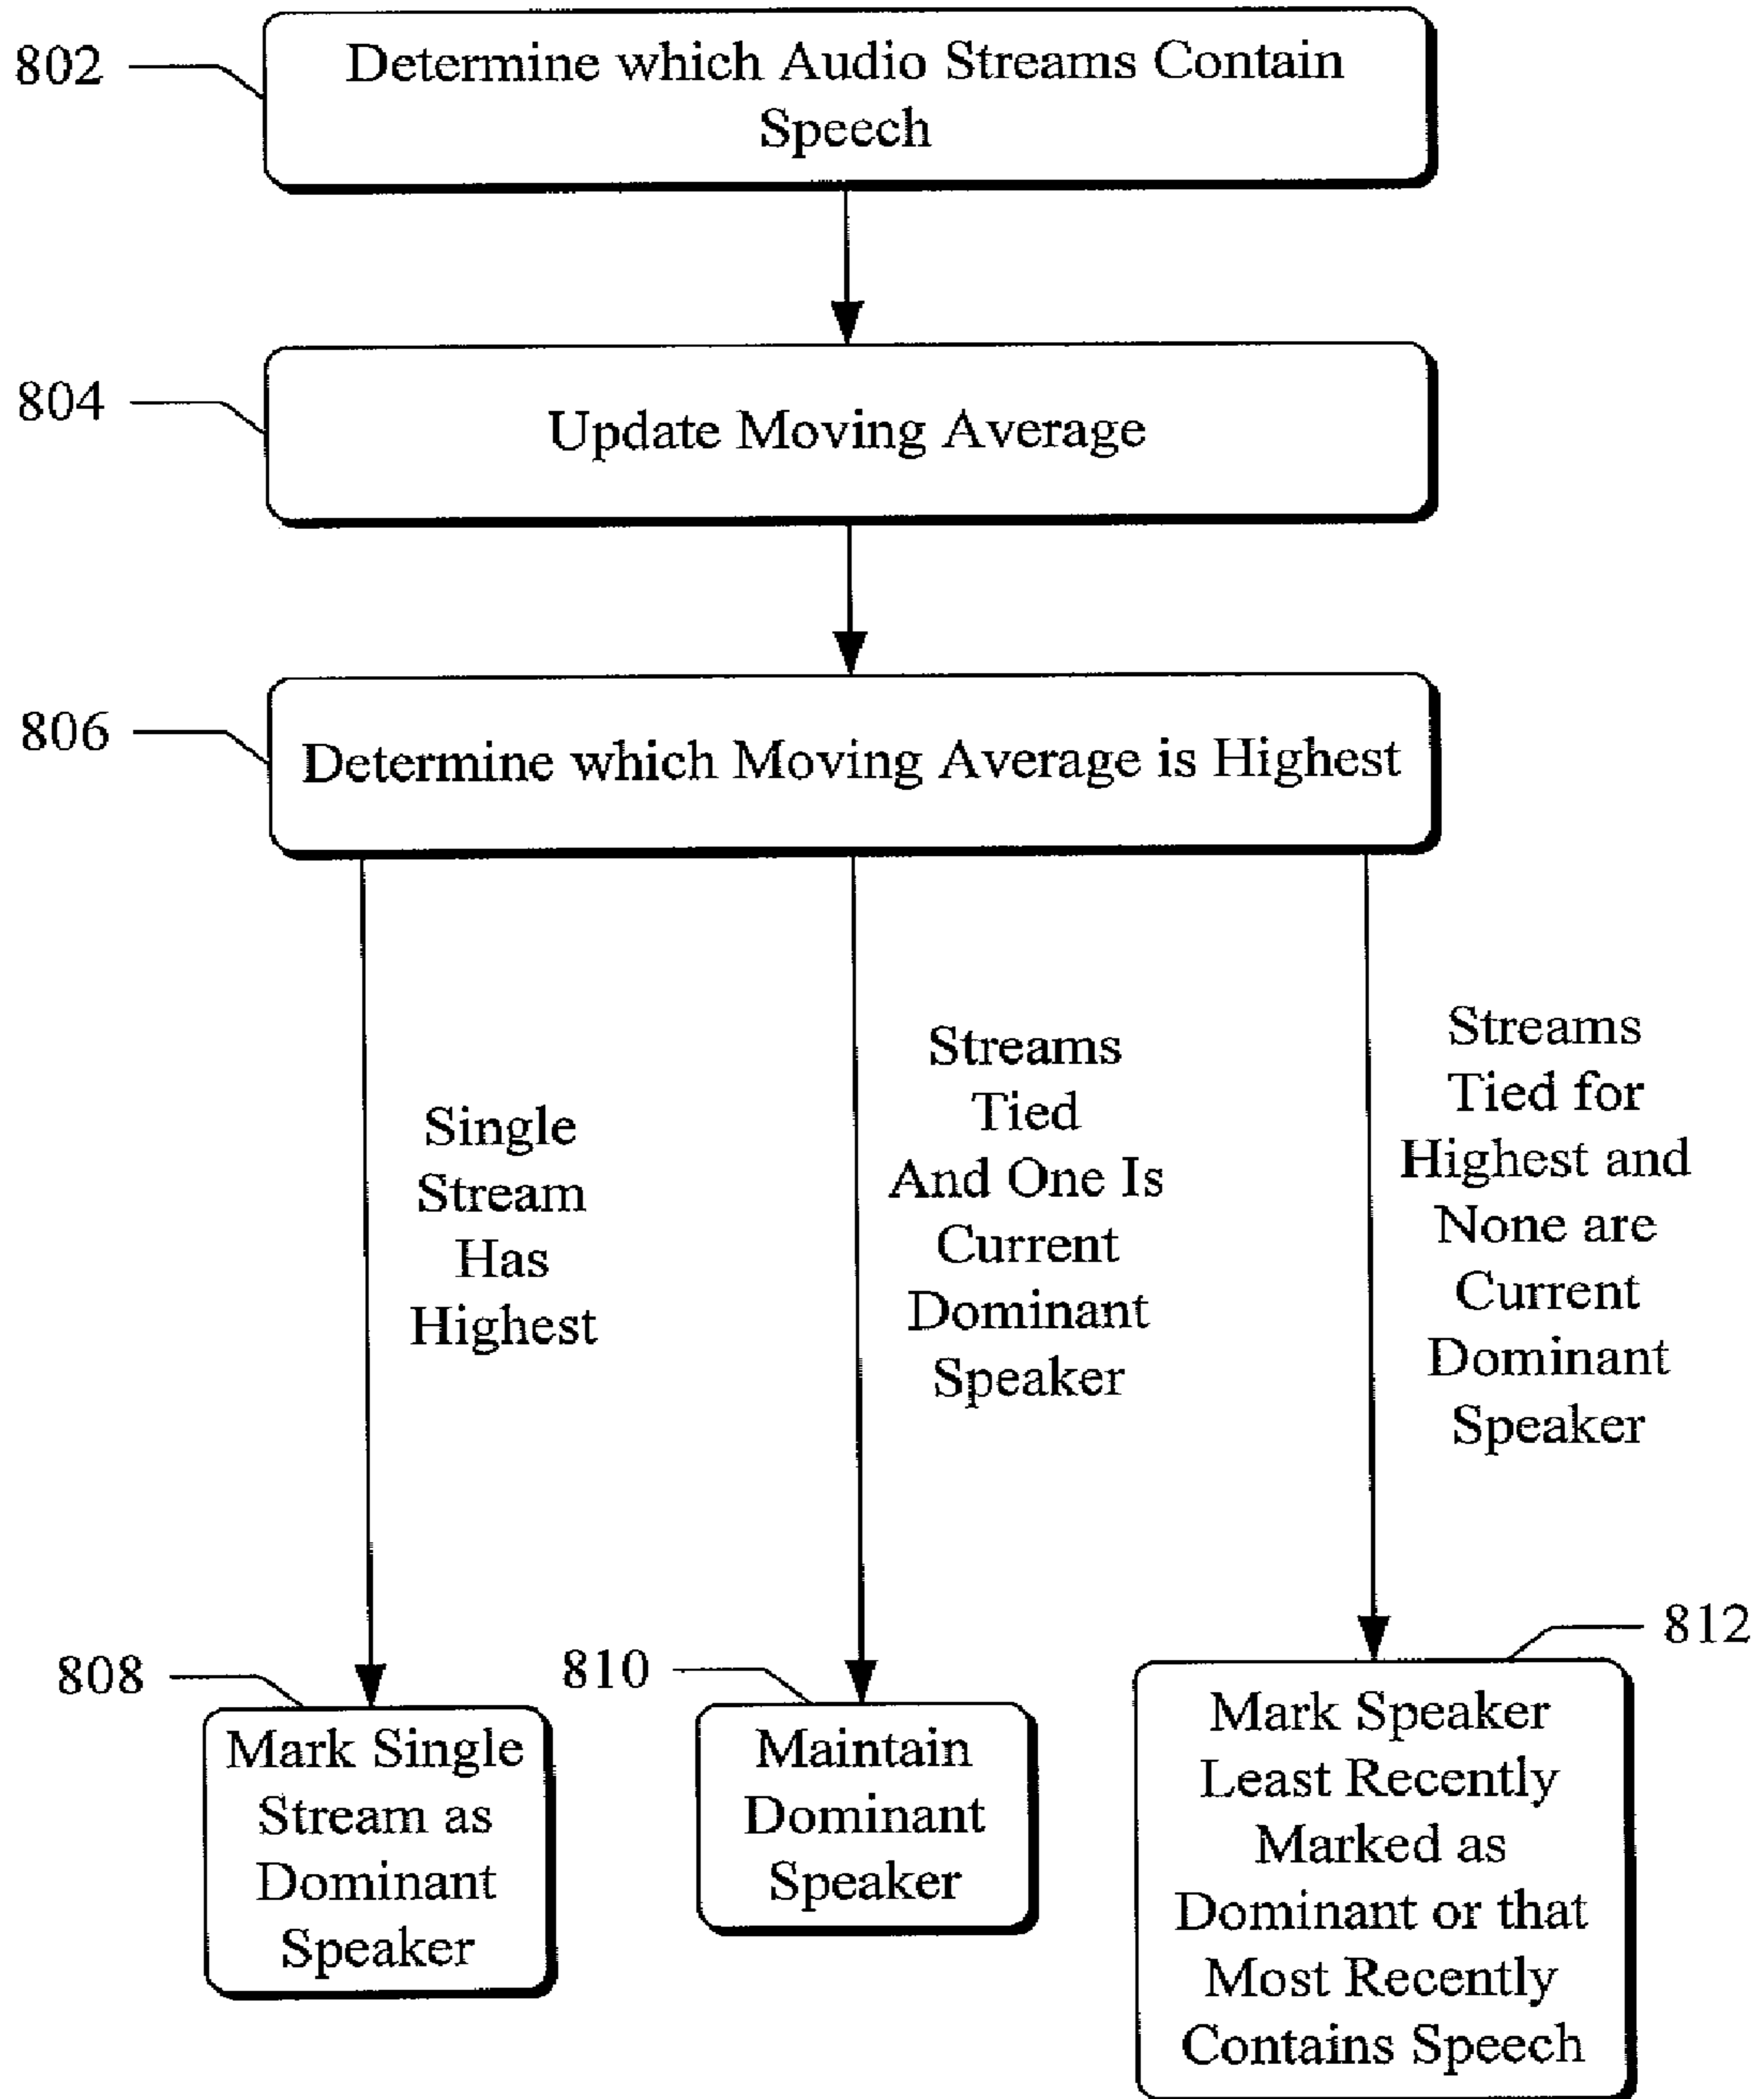 802
Determine which Audio Streams Contain
Speech
804
Update Moving Average
806
Determine which Moving Average is Highest
Single
Stream
Has
Highest
Streams
Tied
And One Is
Current
Dominant
Speaker
Streams
Tied for
Highest and
None are
Current
Dominant
Speaker
808
Mark Single
Stream as
Dominant
Speaker
810
Maintain
Dominant
Speaker
812
Mark Speaker
Least Recently
Marked as
Dominant or that
Most Recently
Contains Speech